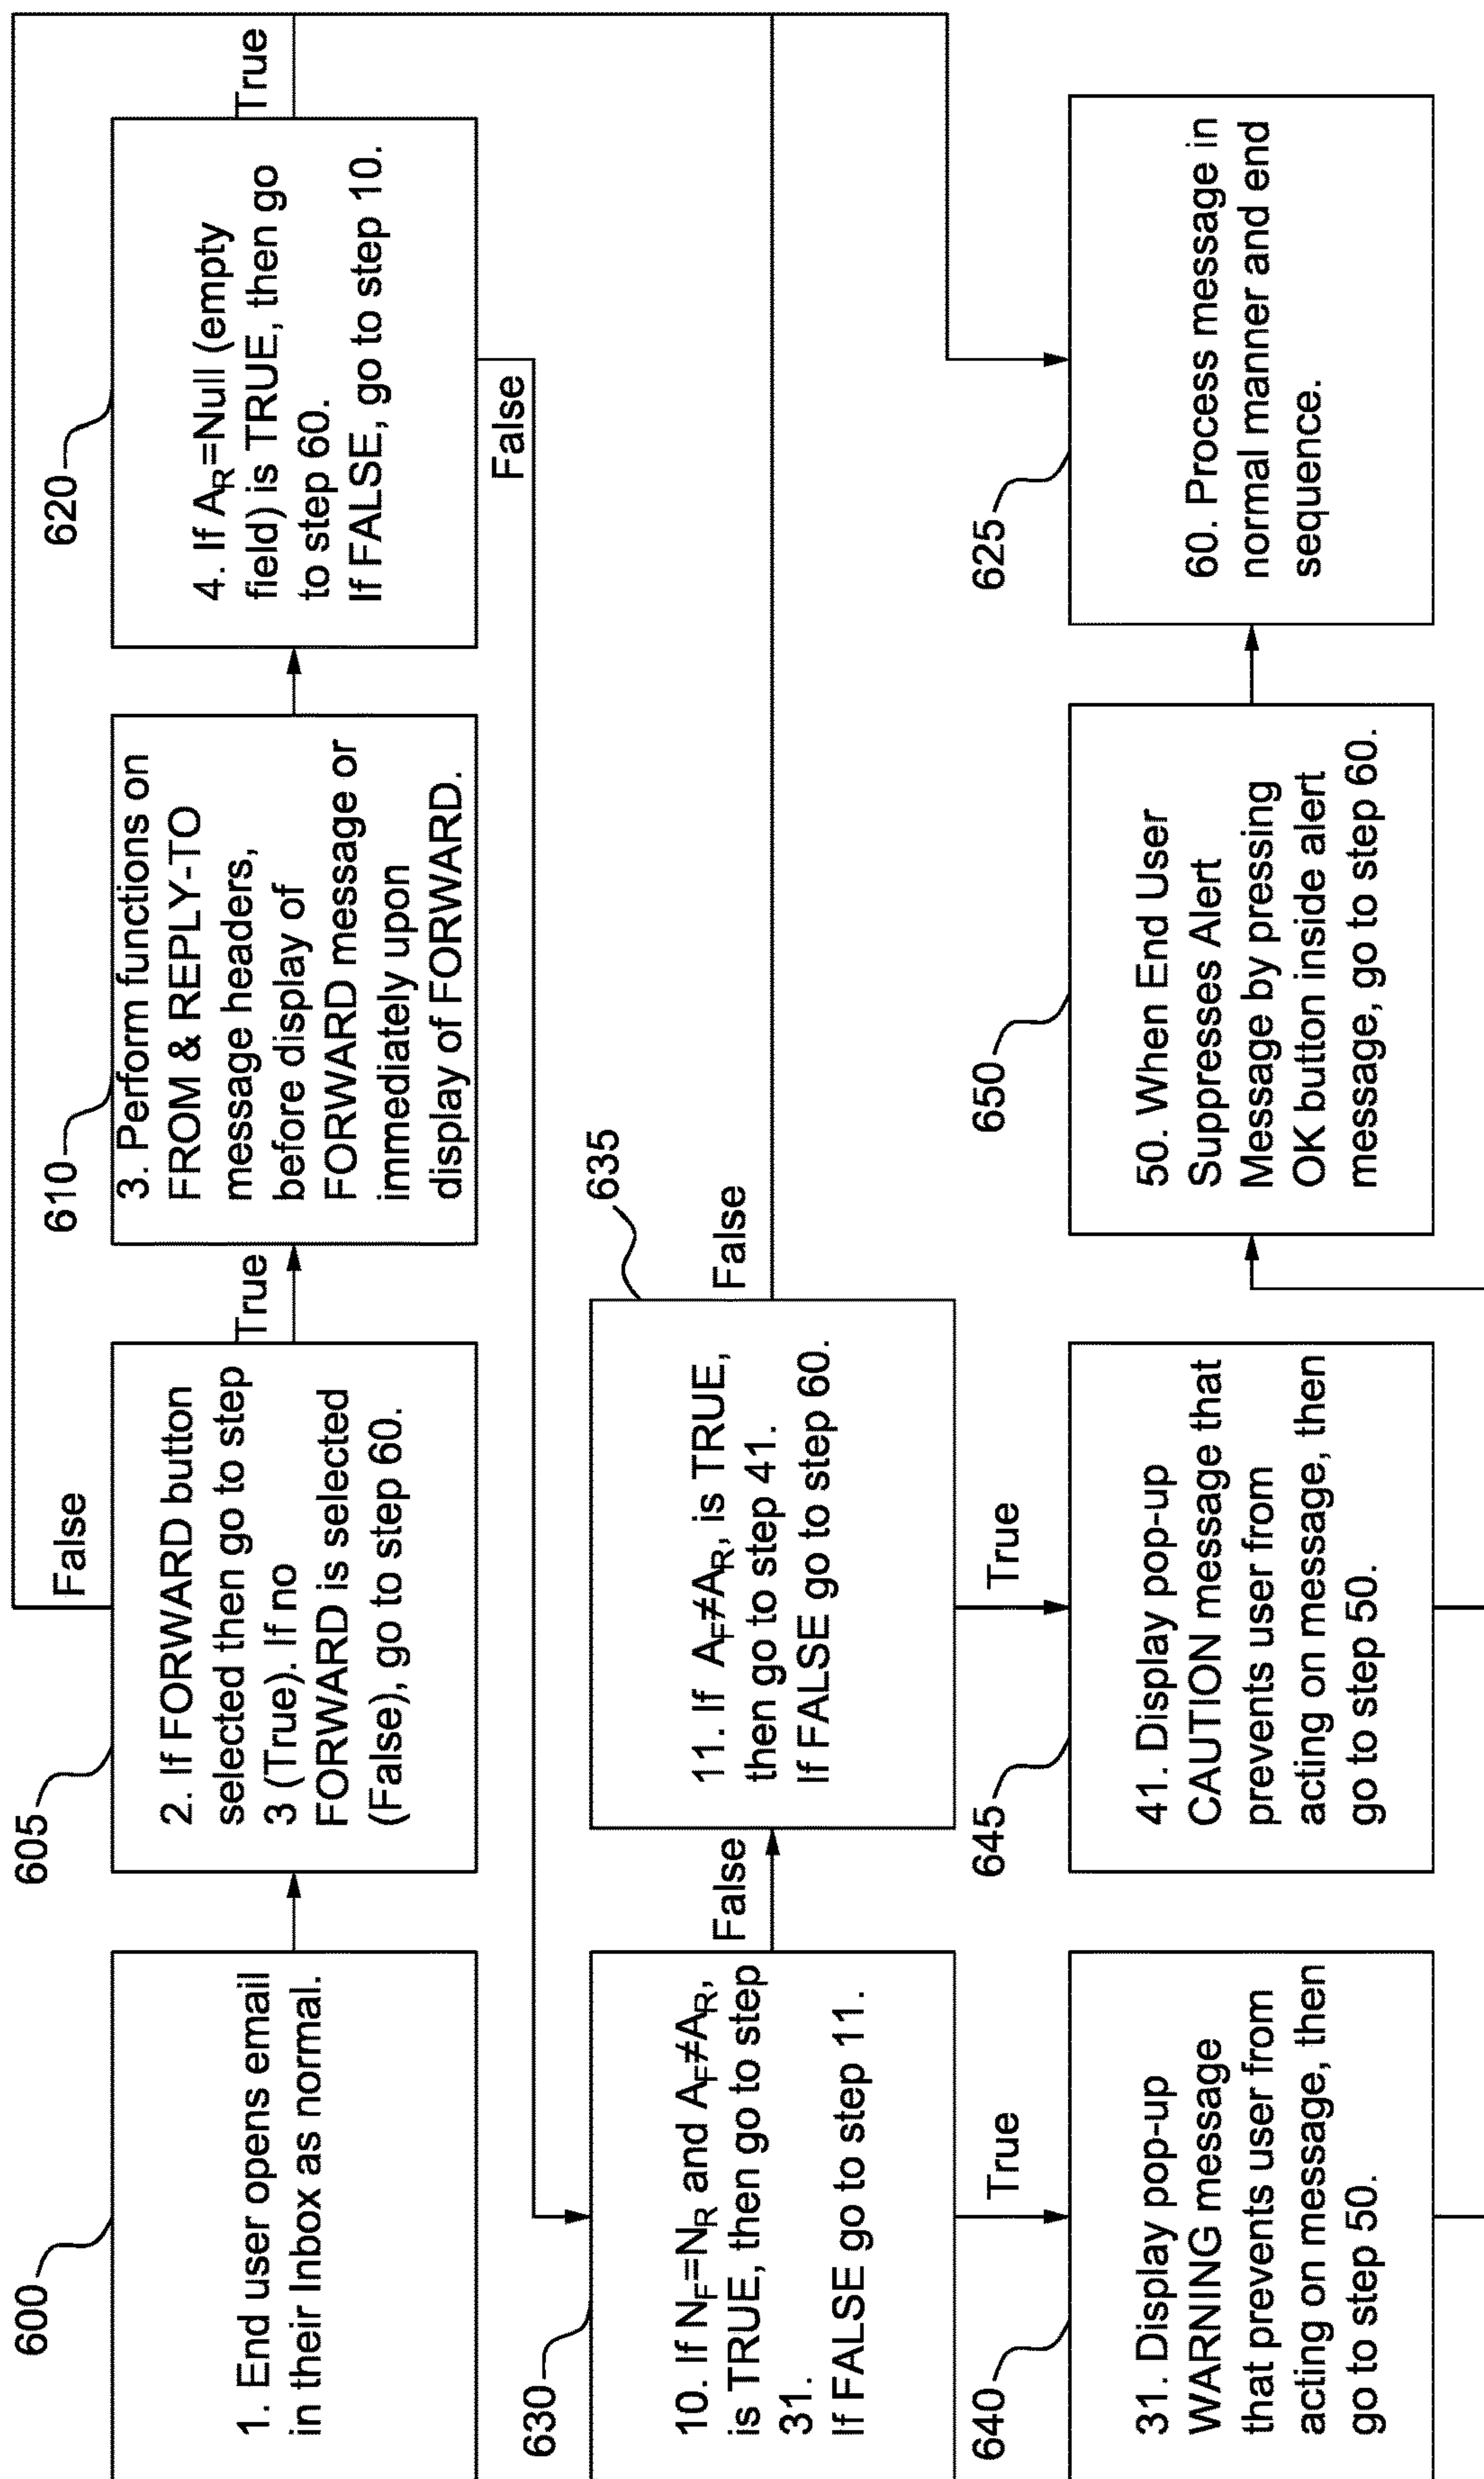 600
1. End user opens email
in their Inbox as normal.
605
2. If FORWARD button
selected then go to step
3 (True). If no
FORWARD is selected
(False), go to step 60.
False
True
610
3. Perform functions on
FROM & REPLY-TO
message headers,
before display of
FORWARD message or
immediately upon
display of FORWARD.
620
4. If A_R=Null (empty
field) is TRUE, then go
to step 60.
If FALSE, go to step 10.
True
False
630
10. If N_F=N_R and A_F≠A_R,
is TRUE, then go to step
31.
If FALSE go to step 11.
False
True
635
11. If A_F≠A_R, is TRUE,
then go to step 41.
If FALSE go to step 60.
False
True
640
31. Display pop-up
WARNING message
that prevents user from
acting on message, then
go to step 50.
645
41. Display pop-up
CAUTION message that
prevents user from
acting on message, then
go to step 50.
650
50. When End User
Suppresses Alert
Message by pressing
OK button inside alert
message, go to step 60.
625
60. Process message in
normal manner and end
sequence.